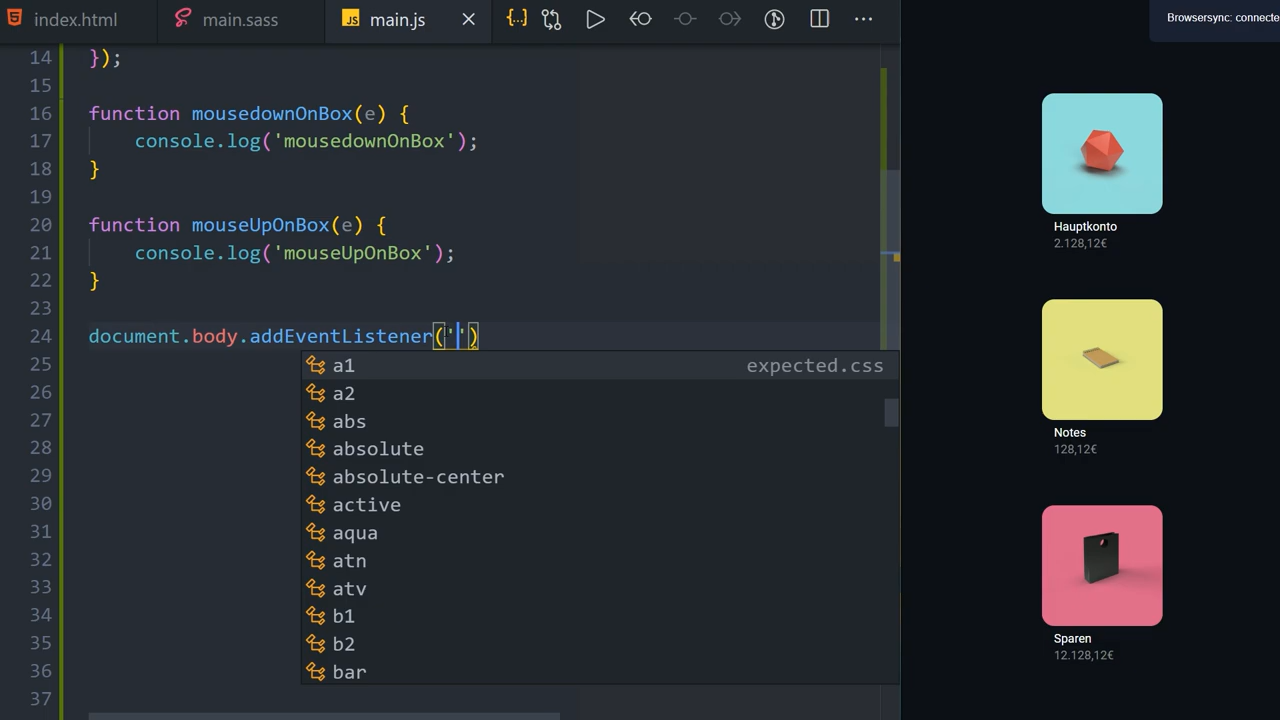 index.html
main.sass
JS main.js
Browsersync: connecte
14 });
15
16 function mousedownOnBox(e) {
17 console.log('mousedownOnBox');
18 }
19
20 function mouseUpOnBox(e) {
21 console.log('mouseUpOnBox');
22 }
23
24 document.body.addEventListener('')
25
26
27
28
29
30
31
32
33
34
35
36
37
a1 expected.css
a2
abs
absolute
absolute-center
active
aqua
atn
atv
b1
b2
bar
Hauptkonto
2.128,12€
Notes
128,12€
Sparen
12.128,12€